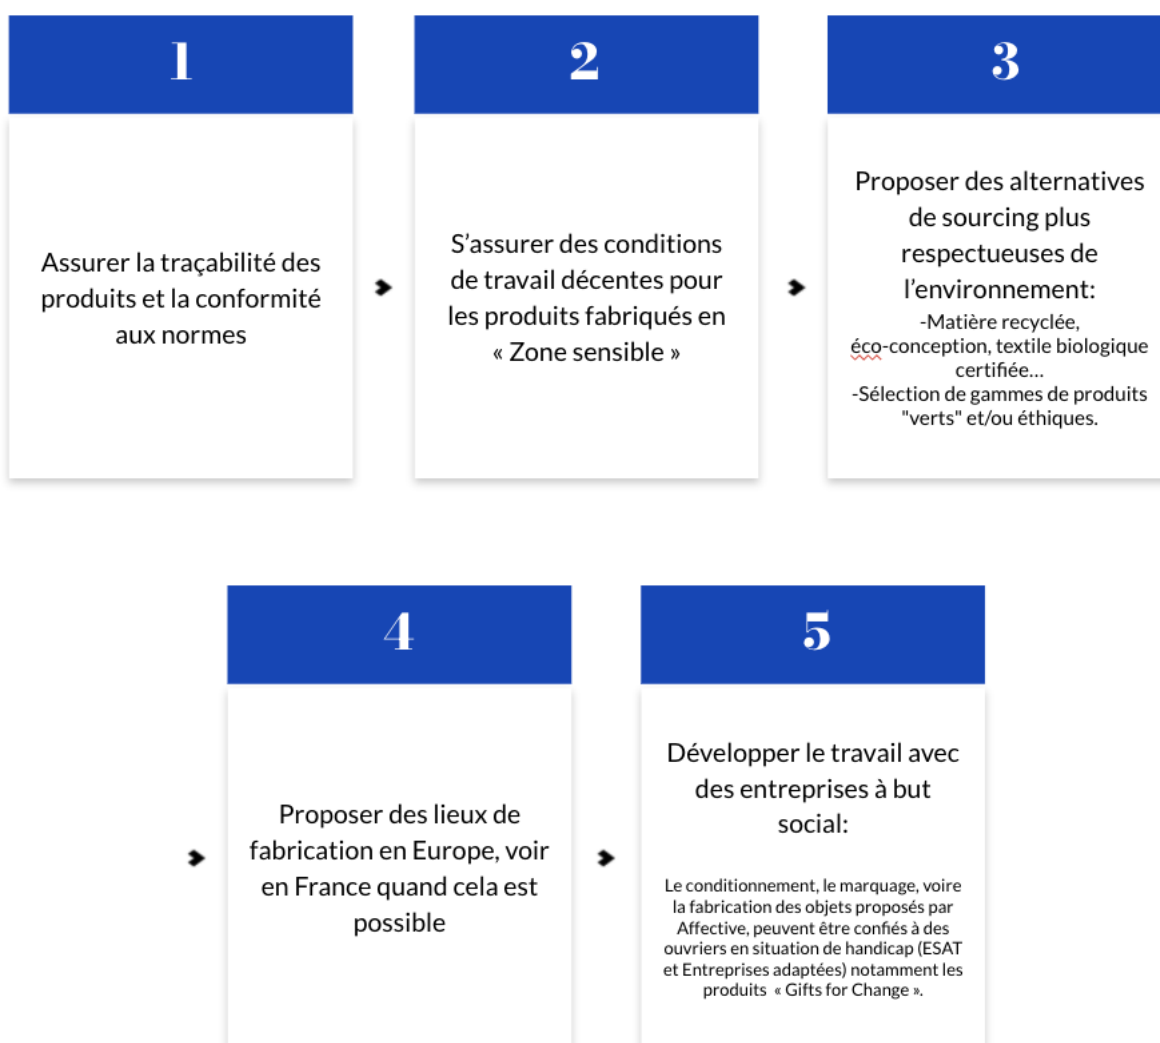 1
Assurer la traçabilité des
produits et la conformité
aux normes
2
S'assurer des conditions
de travail décentes pour
les produits fabriqués en
« Zone sensible »
3
Proposer des alternatives
de sourcing plus
respectueuses de
l'environnement:
-Matière recyclée,
éco-conception, textile biologique
certifiée...
-Sélection de gammes de produits
"verts" et/ou éthiques.
4
Proposer des lieux de
fabrication en Europe, voir
en France quand cela est
possible
5
Développer le travail avec
des entreprises à but
social:
Le conditionnement, le marquage, voire
la fabrication des objets proposés par
Affective, peuvent être confiés à des
ouvriers en situation de handicap (ESAT
et Entreprises adaptées) notamment les
produits « Gifts for Change ».